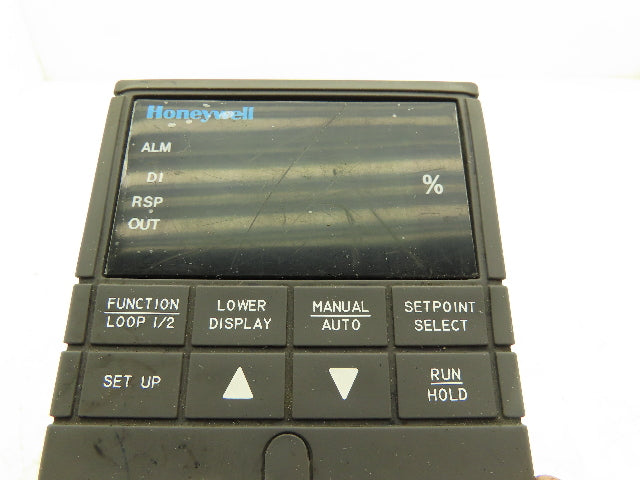 Honeywell
ALM
DI
%
RSP
OUT
FUNCTION
LOOP 1/2
LOWER
DISPLAY
MANUAL
AUTO
SETPOINT
SELECT
SET UP
RUN
HOLD